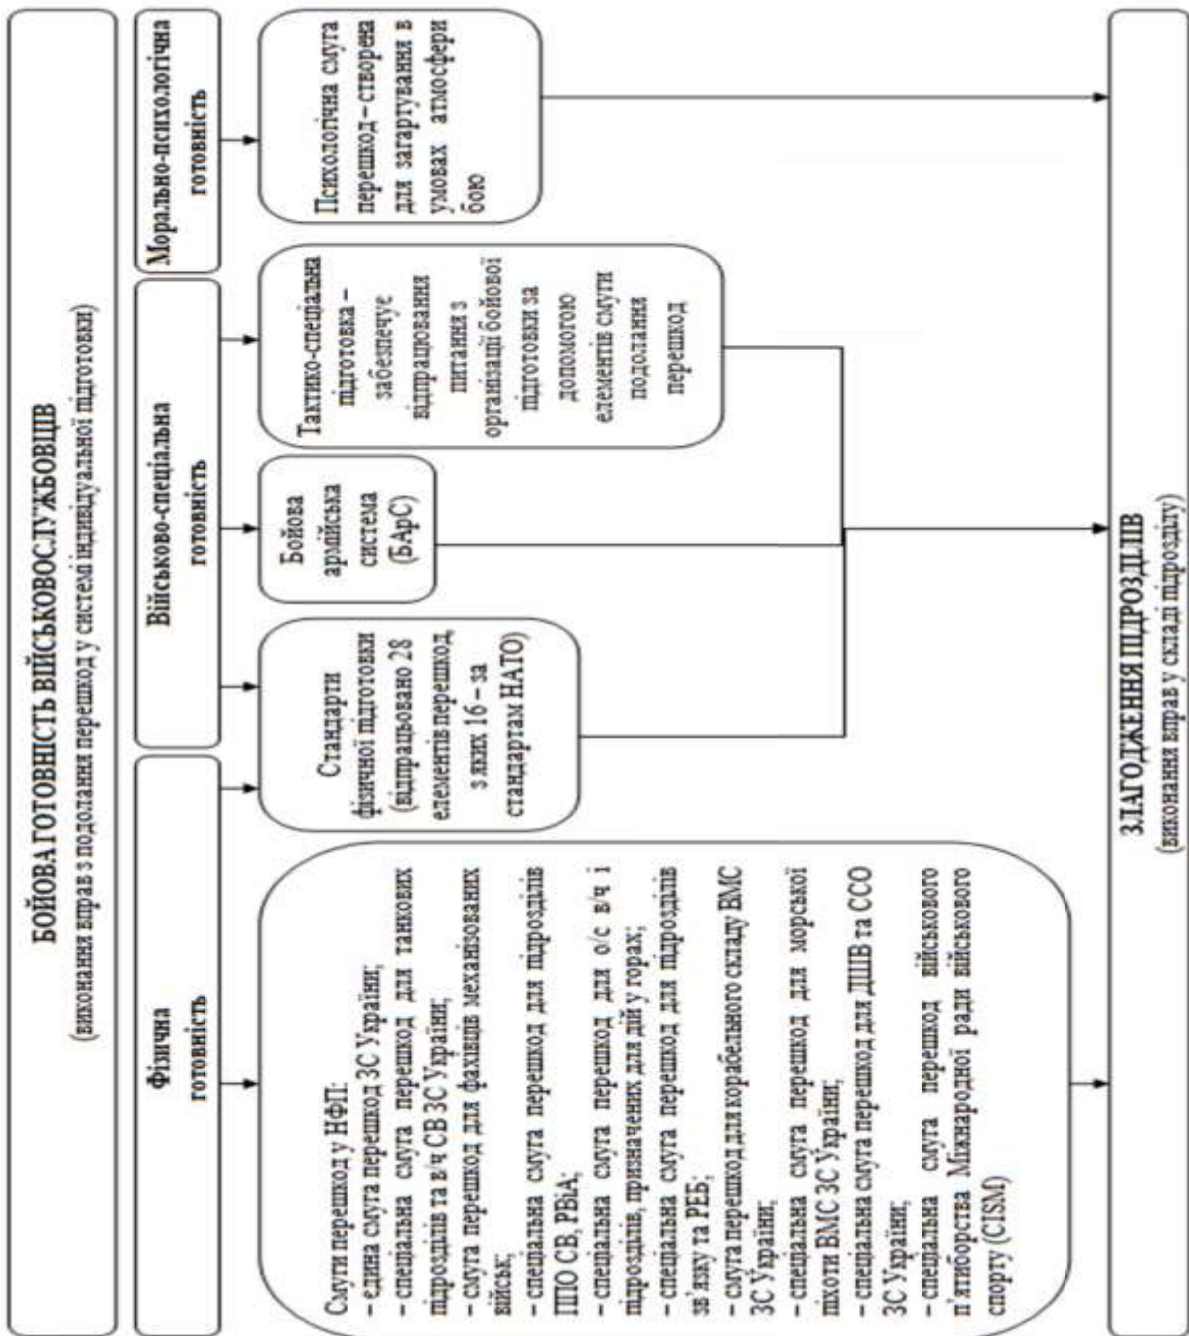 БОЙОВА ГОТОВНІСТЬ ВІЙСЬКОВОСЛУЖБОВЦІВ
(виконання вправ з подолання перешкод у системі індивідуальної підготовки)
Фізична
готовність
Військово-спеціальна
готовність
Морально-психологічна
готовність
Смуги перешкод у НФП:
– єдина смуга перешкод ЗС України;
– спеціальна смуга перешкод для танкових
підрозділів та в/ч СВ ЗС України;
– смуга перешкод для фахівців механізованих
військ;
– спеціальна смуга перешкод для підрозділів
ППО СВ, РВіА;
– спеціальна смуга перешкод для о/с в/ч і
підрозділів, призначених для дій у горах;
– спеціальна смуга перешкод для підрозділів
зв'язку та РЕБ;
– смуга перешкод для корабельного складу ВМС
ЗС України;
– спеціальна смуга перешкод для морської
піхоти ВМС ЗС України;
– спеціальна смуга перешкод для ДШВ та ССО
ЗС України;
– спеціальна смуга перешкод військового
п'ятиборства Міжнародної ради військового
спорту (CISM)
Стандарти
фізичної підготовки
(відпрацьовано 28
елементів перешкод,
з яких 16 – за
стандартам НАТО)
Бойова
армійська
система
(БАрС)
Тактико-спеціальна
підготовка –
забезпечує
відпрацювання
питання з
організації бойової
підготовки за
допомогою
елементів смуги
подолання
перешкод
Психологічна смуга
перешкод – створена
для загартування в
умовах атмосфери
бою
ЗЛАГОДЖЕННЯ ПІДРОЗДІЛІВ
(виконання вправ у складі підрозділу)